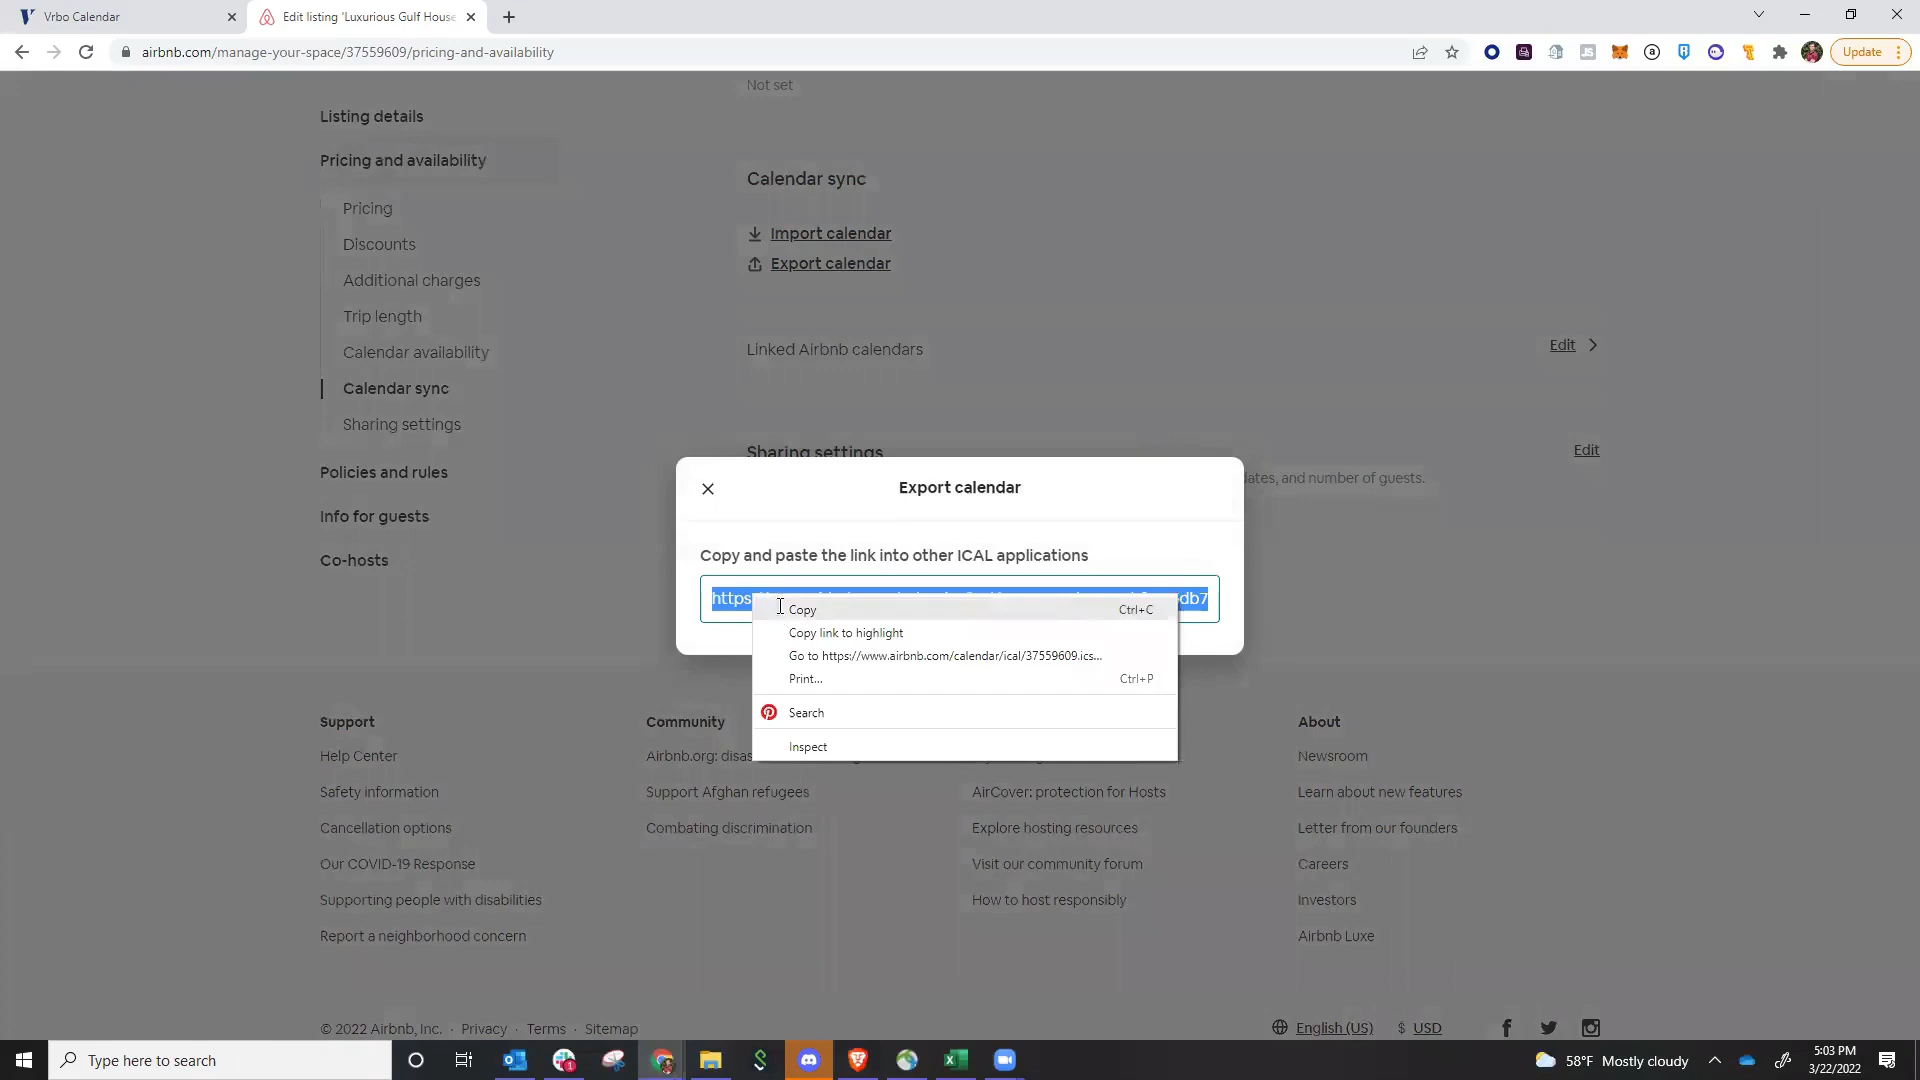 Vrbo Calendar
Edit listing 'Luxurious Gulf House
airbnb.com/manage-your-space/37559609/pricing-and-availability
Update
Not set
Listing details
Pricing and availability
Pricing
Discounts
Additional charges
Trip length
Calendar availability
Calendar sync
Sharing settings
Policies and rules
Info for guests
Co-hosts
Calendar sync
Import calendar
Export calendar
Linked Airbnb calendars
Edit
Sharing settings
Edit
dates, and number of guests.
Export calendar
Copy and paste the link into other ICAL applications
https
db7
Copy Ctrl+C
Copy link to highlight
Go to https://www.airbnb.com/calendar/ical/37559609.ics...
Print... Ctrl+P
Search
Inspect
Support
Help Center
Safety information
Cancellation options
Our COVID-19 Response
Supporting people with disabilities
Report a neighborhood concern
Community
Airbnb.org:
Support Afghan refugees
Combating discrimination
AirCover: protection for Hosts
Explore hosting resources
Visit our community forum
How to host responsibly
About
Newsroom
Learn about new features
Letter from our founders
Careers
Investors
Airbnb Luxe
© 2022 Airbnb, Inc. · Privacy · Terms · Sitemap
English (US)
$ USD
Type here to search
58°F Mostly cloudy
5:03 PM
3/22/2022